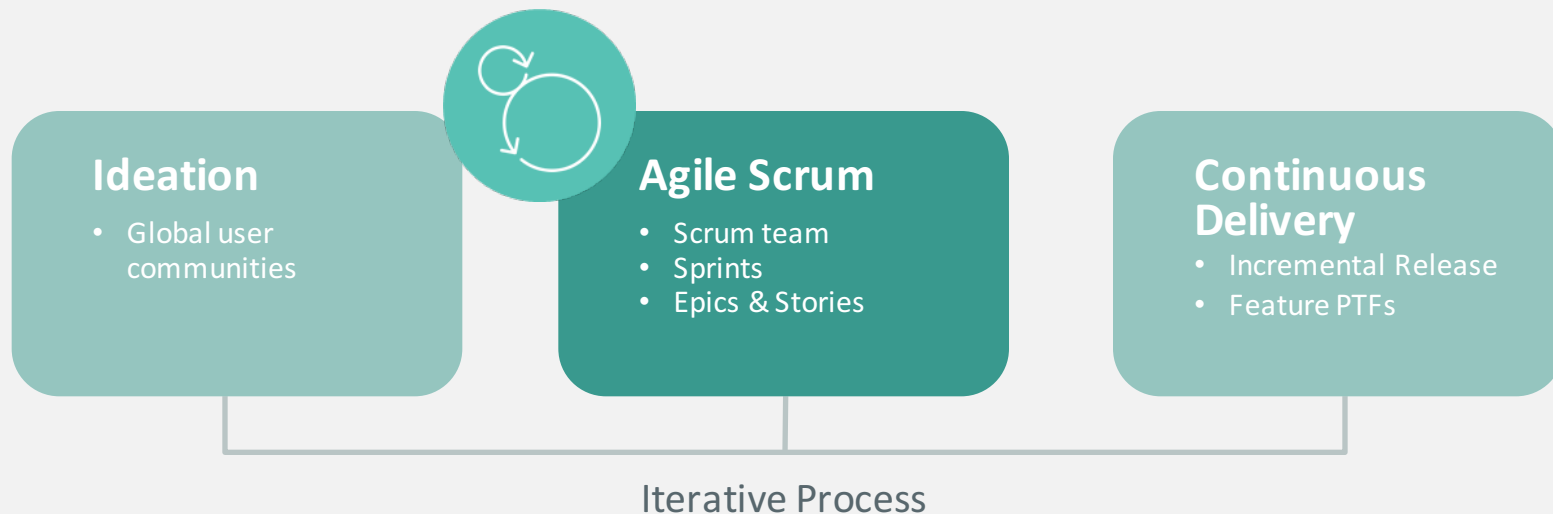 Ideation
• Global user
communities
Agile Scrum
• Scrum team
• Sprints
• Epics & Stories
Continuous
Delivery
• Incremental Release
• Feature PTFs
Iterative Process